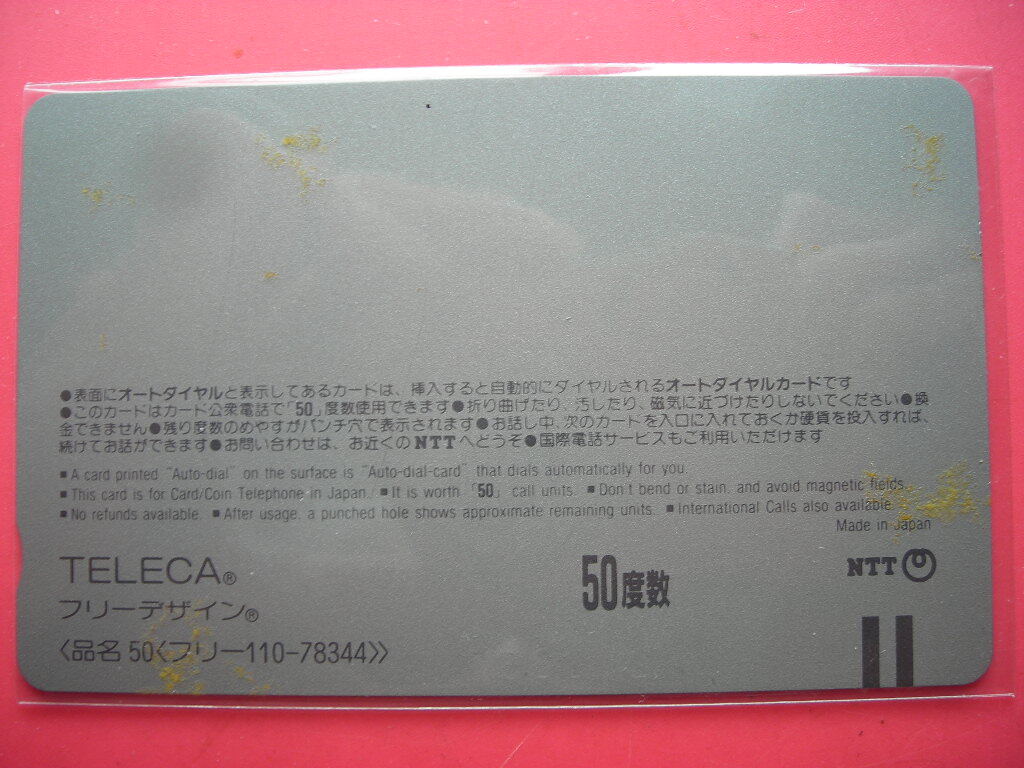 ●表面にオートダイヤルと表示してあるカードは、挿入すると自動的にダイヤルされるオートダイヤルカードです
●このカードはカード公衆電話で「50」度数使用できます●折り曲げたり、汚したり、磁気に近づけたりしないでください●換
金できません●残り度数のめやすがパンチ穴で表示されます●お話し中、次のカードを入口に入れておくか硬貨を投入すれば、
続けてお話ができます●お問い合わせは、お近くのNTTへどうぞ●国際電話サービスもご利用いただけます
■A card printed "Auto-dial" on the surface is "Auto-dial-card" that dials automatically for you.
■This card is for Card/Coin Telephone in Japan. ■It is worth「50」call units. ■Don't bend or stain, and avoid magnetic fields.
■No refunds available. ■After usage, a punched hole shows approximate remaining units. ■International Calls also available.
Made in Japan
TELECA®
50度数
NTT
フリーデザイン®
〈品名 50〈フリー110-78344〉〉